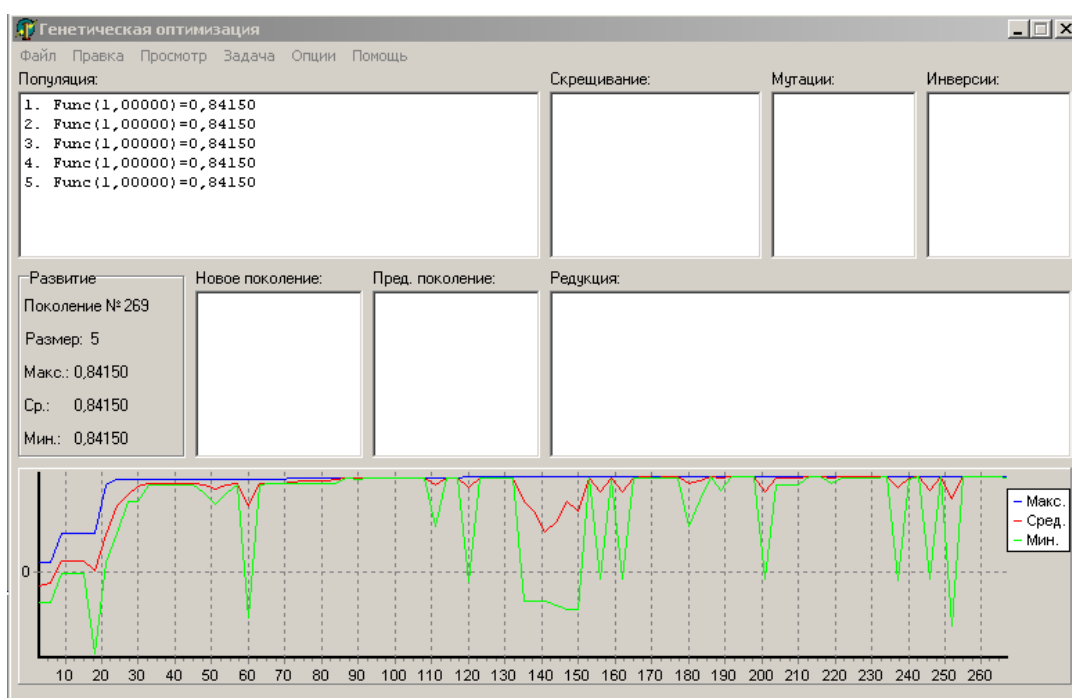 Генетическая оптимизация
Файл Правка Просмотр Задача Опции Помощь
Популяция:
1. Func(1,00000)=0,84150
2. Func(1,00000)=0,84150
3. Func(1,00000)=0,84150
4. Func(1,00000)=0,84150
5. Func(1,00000)=0,84150
Скрещивание:
Мутации:
Инверсии:
Развитие
Поколение № 269
Размер: 5
Макс.: 0,84150
Ср.: 0,84150
Мин.: 0,84150
Новое поколение:
Пред. поколение:
Редукция:
0
10 20 30 40 50 60 70 80 90 100 110 120 130 140 150 160 170 180 190 200 210 220 230 240 250 260
Макс.
Сред.
Мин.